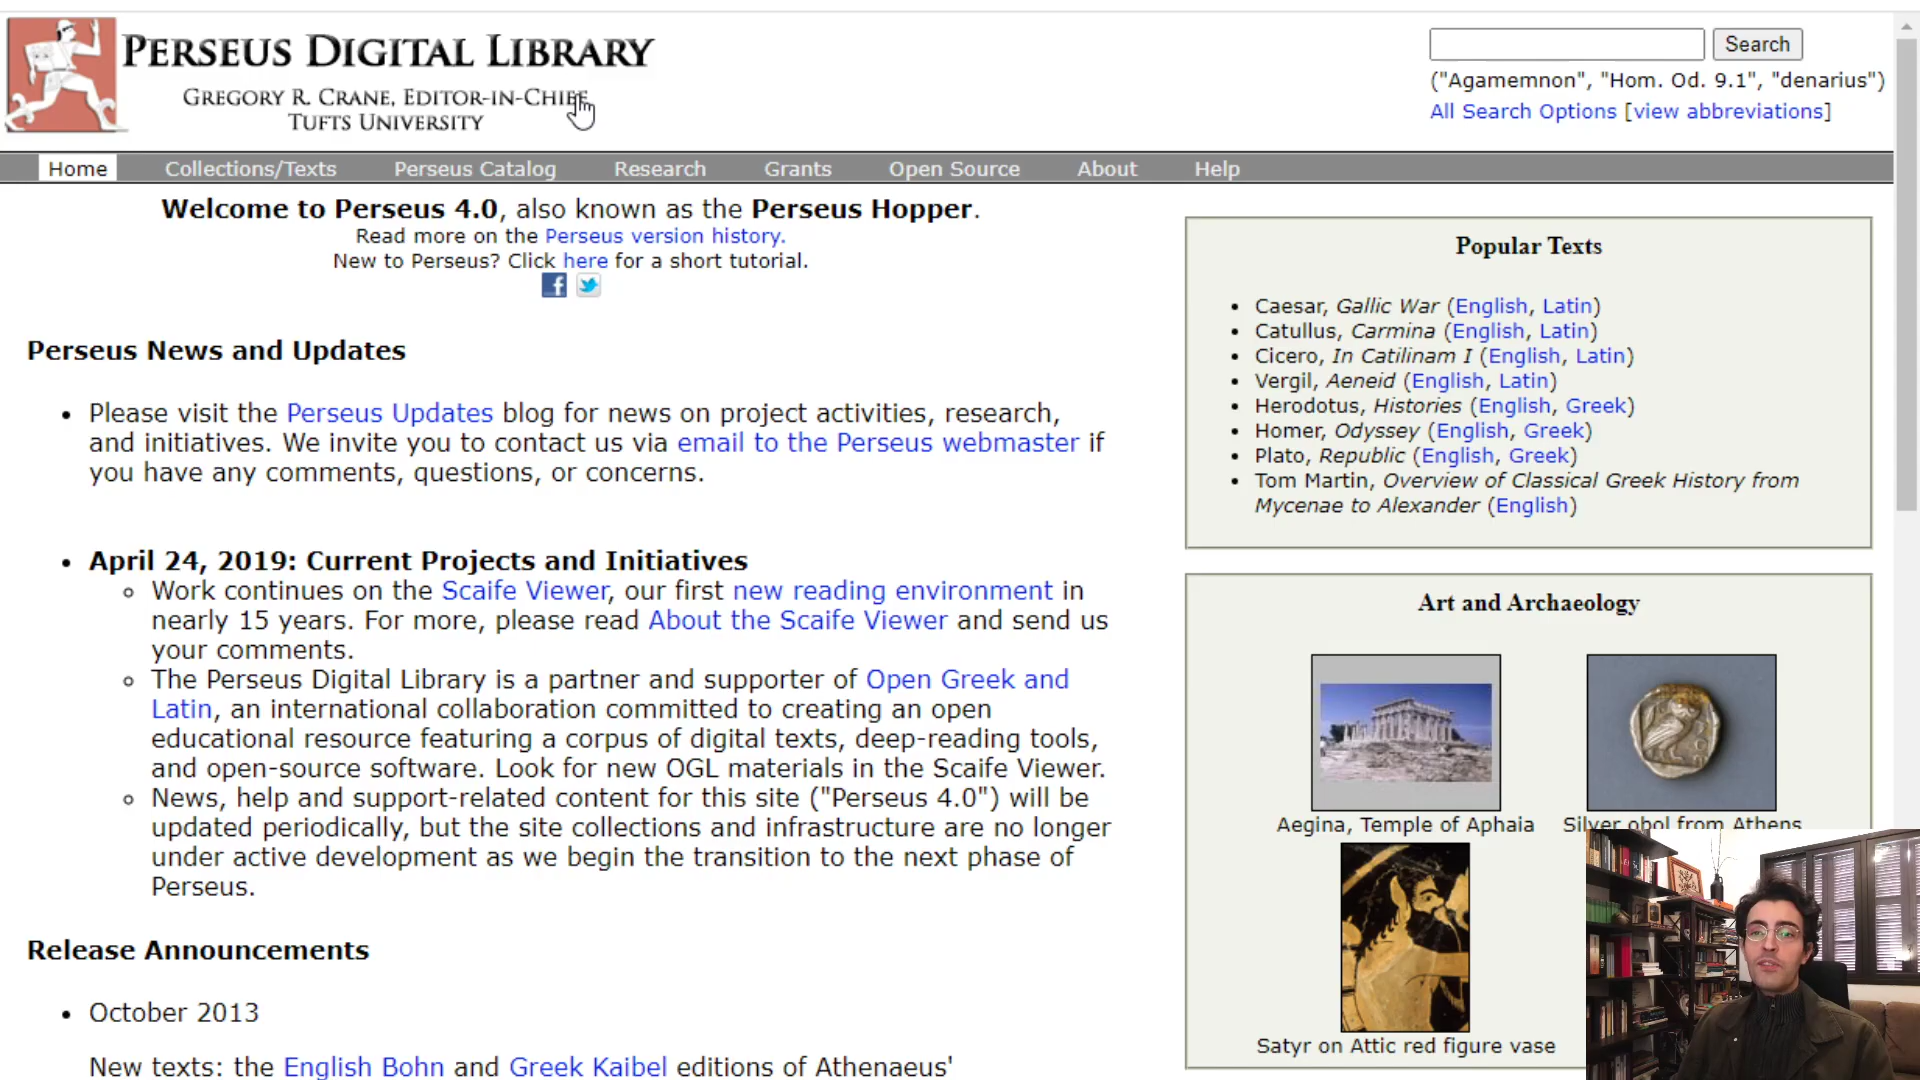 PERSEUS DIGITAL LIBRARY
GREGORY R. CRANE, EDITOR-IN-CHIEF
TUFTS UNIVERSITY
Search
("Agamemnon", "Hom. Od. 9.1", "denarius")
All Search Options [view abbreviations]
Home Collections/Texts Perseus Catalog Research Grants Open Source About Help
Welcome to Perseus 4.0, also known as the Perseus Hopper.
Read more on the Perseus version history.
New to Perseus? Click here for a short tutorial.
Perseus News and Updates
Please visit the Perseus Updates blog for news on project activities, research,
and initiatives. We invite you to contact us via email to the Perseus webmaster if
you have any comments, questions, or concerns.
April 24, 2019: Current Projects and Initiatives
Work continues on the Scaife Viewer, our first new reading environment in
nearly 15 years. For more, please read About the Scaife Viewer and send us
your comments.
The Perseus Digital Library is a partner and supporter of Open Greek and
Latin, an international collaboration committed to creating an open
educational resource featuring a corpus of digital texts, deep-reading tools,
and open-source software. Look for new OGL materials in the Scaife Viewer.
News, help and support-related content for this site ("Perseus 4.0") will be
updated periodically, but the site collections and infrastructure are no longer
under active development as we begin the transition to the next phase of
Perseus.
Release Announcements
October 2013
New texts: the English Bohn and Greek Kaibel editions of Athenaeus'
Popular Texts
Caesar, Gallic War (English, Latin)
Catullus, Carmina (English, Latin)
Cicero, In Catilinam I (English, Latin)
Vergil, Aeneid (English, Latin)
Herodotus, Histories (English, Greek)
Homer, Odyssey (English, Greek)
Plato, Republic (English, Greek)
Tom Martin, Overview of Classical Greek History from
Mycenae to Alexander (English)
Art and Archaeology
Aegina, Temple of Aphaia
Silver obol from Athens
Satyr on Attic red figure vase